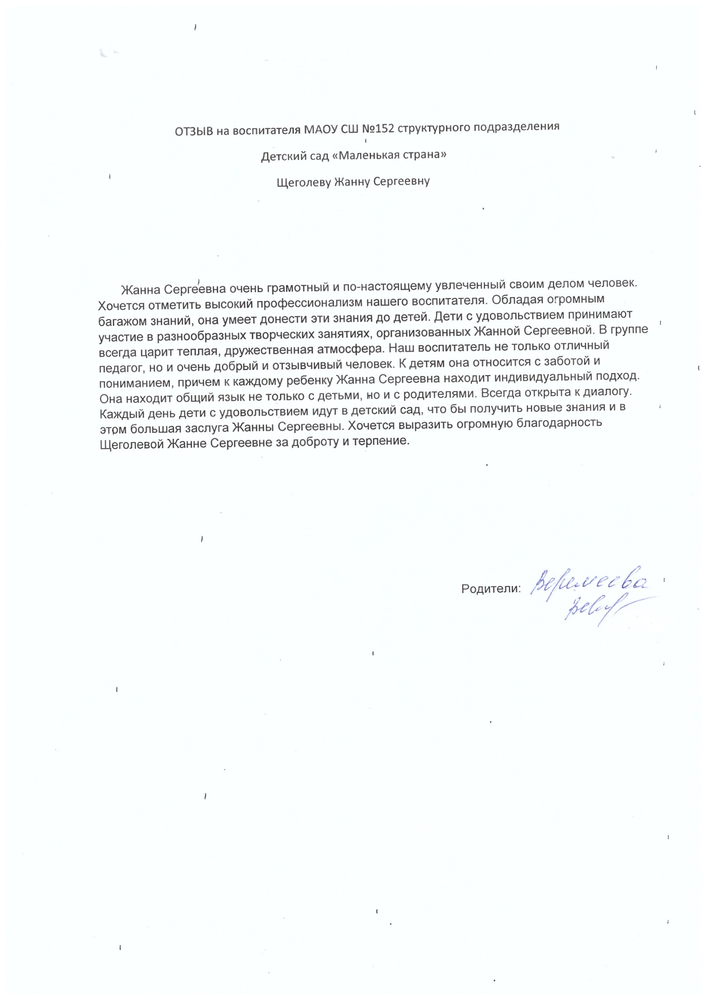 ОТЗЫВ на воспитателя МАОУ СШ №152 структурного подразделения
Детский сад «Маленькая страна»
Щеголеву Жанну Сергеевну
Жанна Сергеевна очень грамотный и по-настоящему увлеченный своим делом человек.
Хочется отметить высокий профессионализм нашего воспитателя. Обладая огромным
багажом знаний, она умеет донести эти знания до детей. Дети с удовольствием принимают
участие в разнообразных творческих занятиях, организованных Жанной Сергеевной. В группе
всегда царит теплая, дружественная атмосфера. Наш воспитатель не только отличный
педагог, но и очень добрый и отзывчивый человек. К детям она относится с заботой и
пониманием, причем к каждому ребенку Жанна Сергеевна находит индивидуальный подход.
Она находит общий язык не только с детьми, но и с родителями. Всегда открыта к диалогу.
Каждый день дети с удовольствием идут в детский сад, что бы получить новые знания и в
этом большая заслуга Жанны Сергеевны. Хочется выразить огромную благодарность
Щеголевой Жанне Сергеевне за доброту и терпение.
Родители: Веремеева